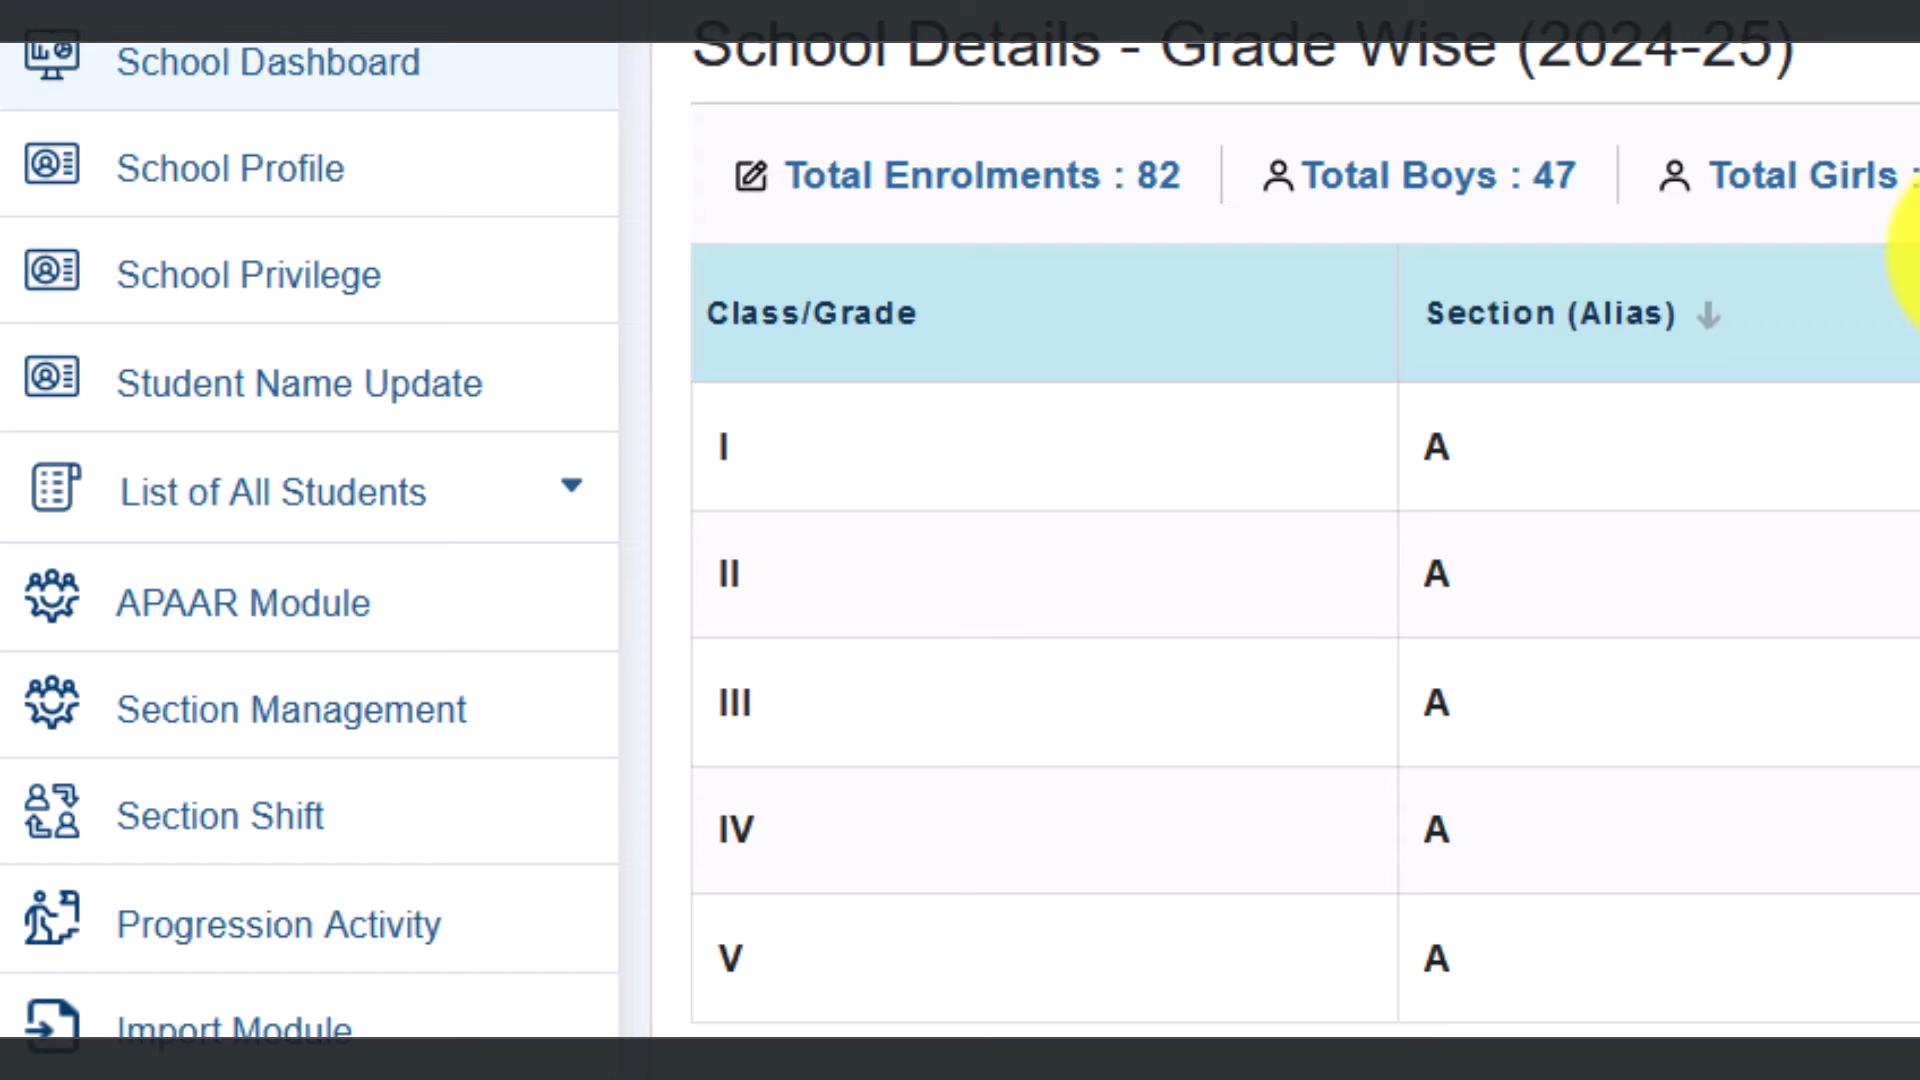 School Dashboard
School Profile
School Privilege
Student Name Update
List of All Students
APAAR Module
Section Management
Section Shift
Progression Activity
Import Module
School Details - Grade Wise (2024-25)
Total Enrolments : 82
Total Boys : 47
Total Girls :
Class/Grade Section (Alias)
I A
II A
III A
IV A
V A